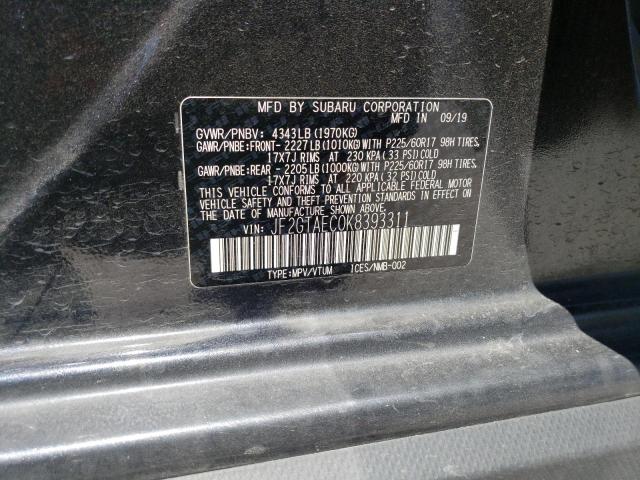 MFD BY SUBARU CORPORATION
MFD IN 09/19
GVWR/PNBV: 4343LB(1970KG)
GAWR/PNBE:FRONT- 2227LB(1010KG)WITH P225/60R17 98H TIRES,
17X7J RIMS AT 230 KPA(33 PSI)COLD
GAWR/PNBE:REAR - 2205LB(1000KG)WITH P225/60R17 98H TIRES,
17X7J RIMS AT 220 KPA(32 PSI)COLD
THIS VEHICLE CONFORMS TO ALL APPLICABLE FEDERAL MOTOR
VEHICLE SAFETY AND THEFT PREVENTION STANDARDS IN EFFECT ON
THE DATE OF MANUFACTURE SHOWN ABOVE.
VIN: JF2GTAEC0K8393311
TYPE:MPV/VTUM ICES/NMB-002